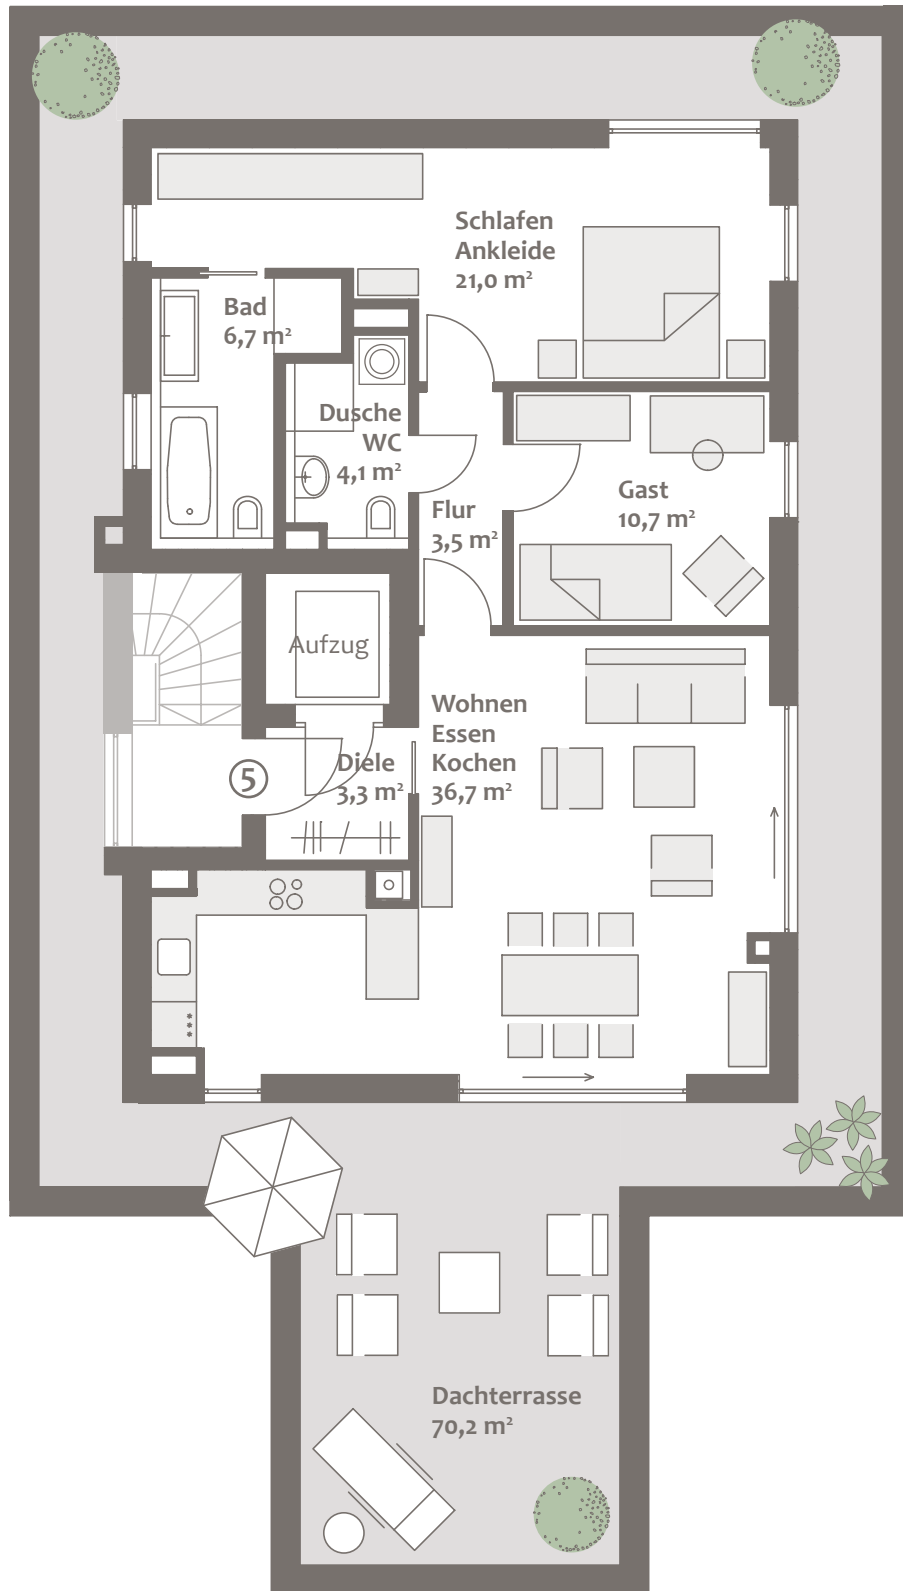 Schlafen
Ankleide
21,0 m²
Bad
6,7 m²
Dusche
WC
4,1 m²
Gast
10,7 m²
Flur
3,5 m²
Aufzug
Wohnen
Essen
Kochen
36,7 m²
Diele
3,3 m²
5
Dachterrasse
70,2 m²